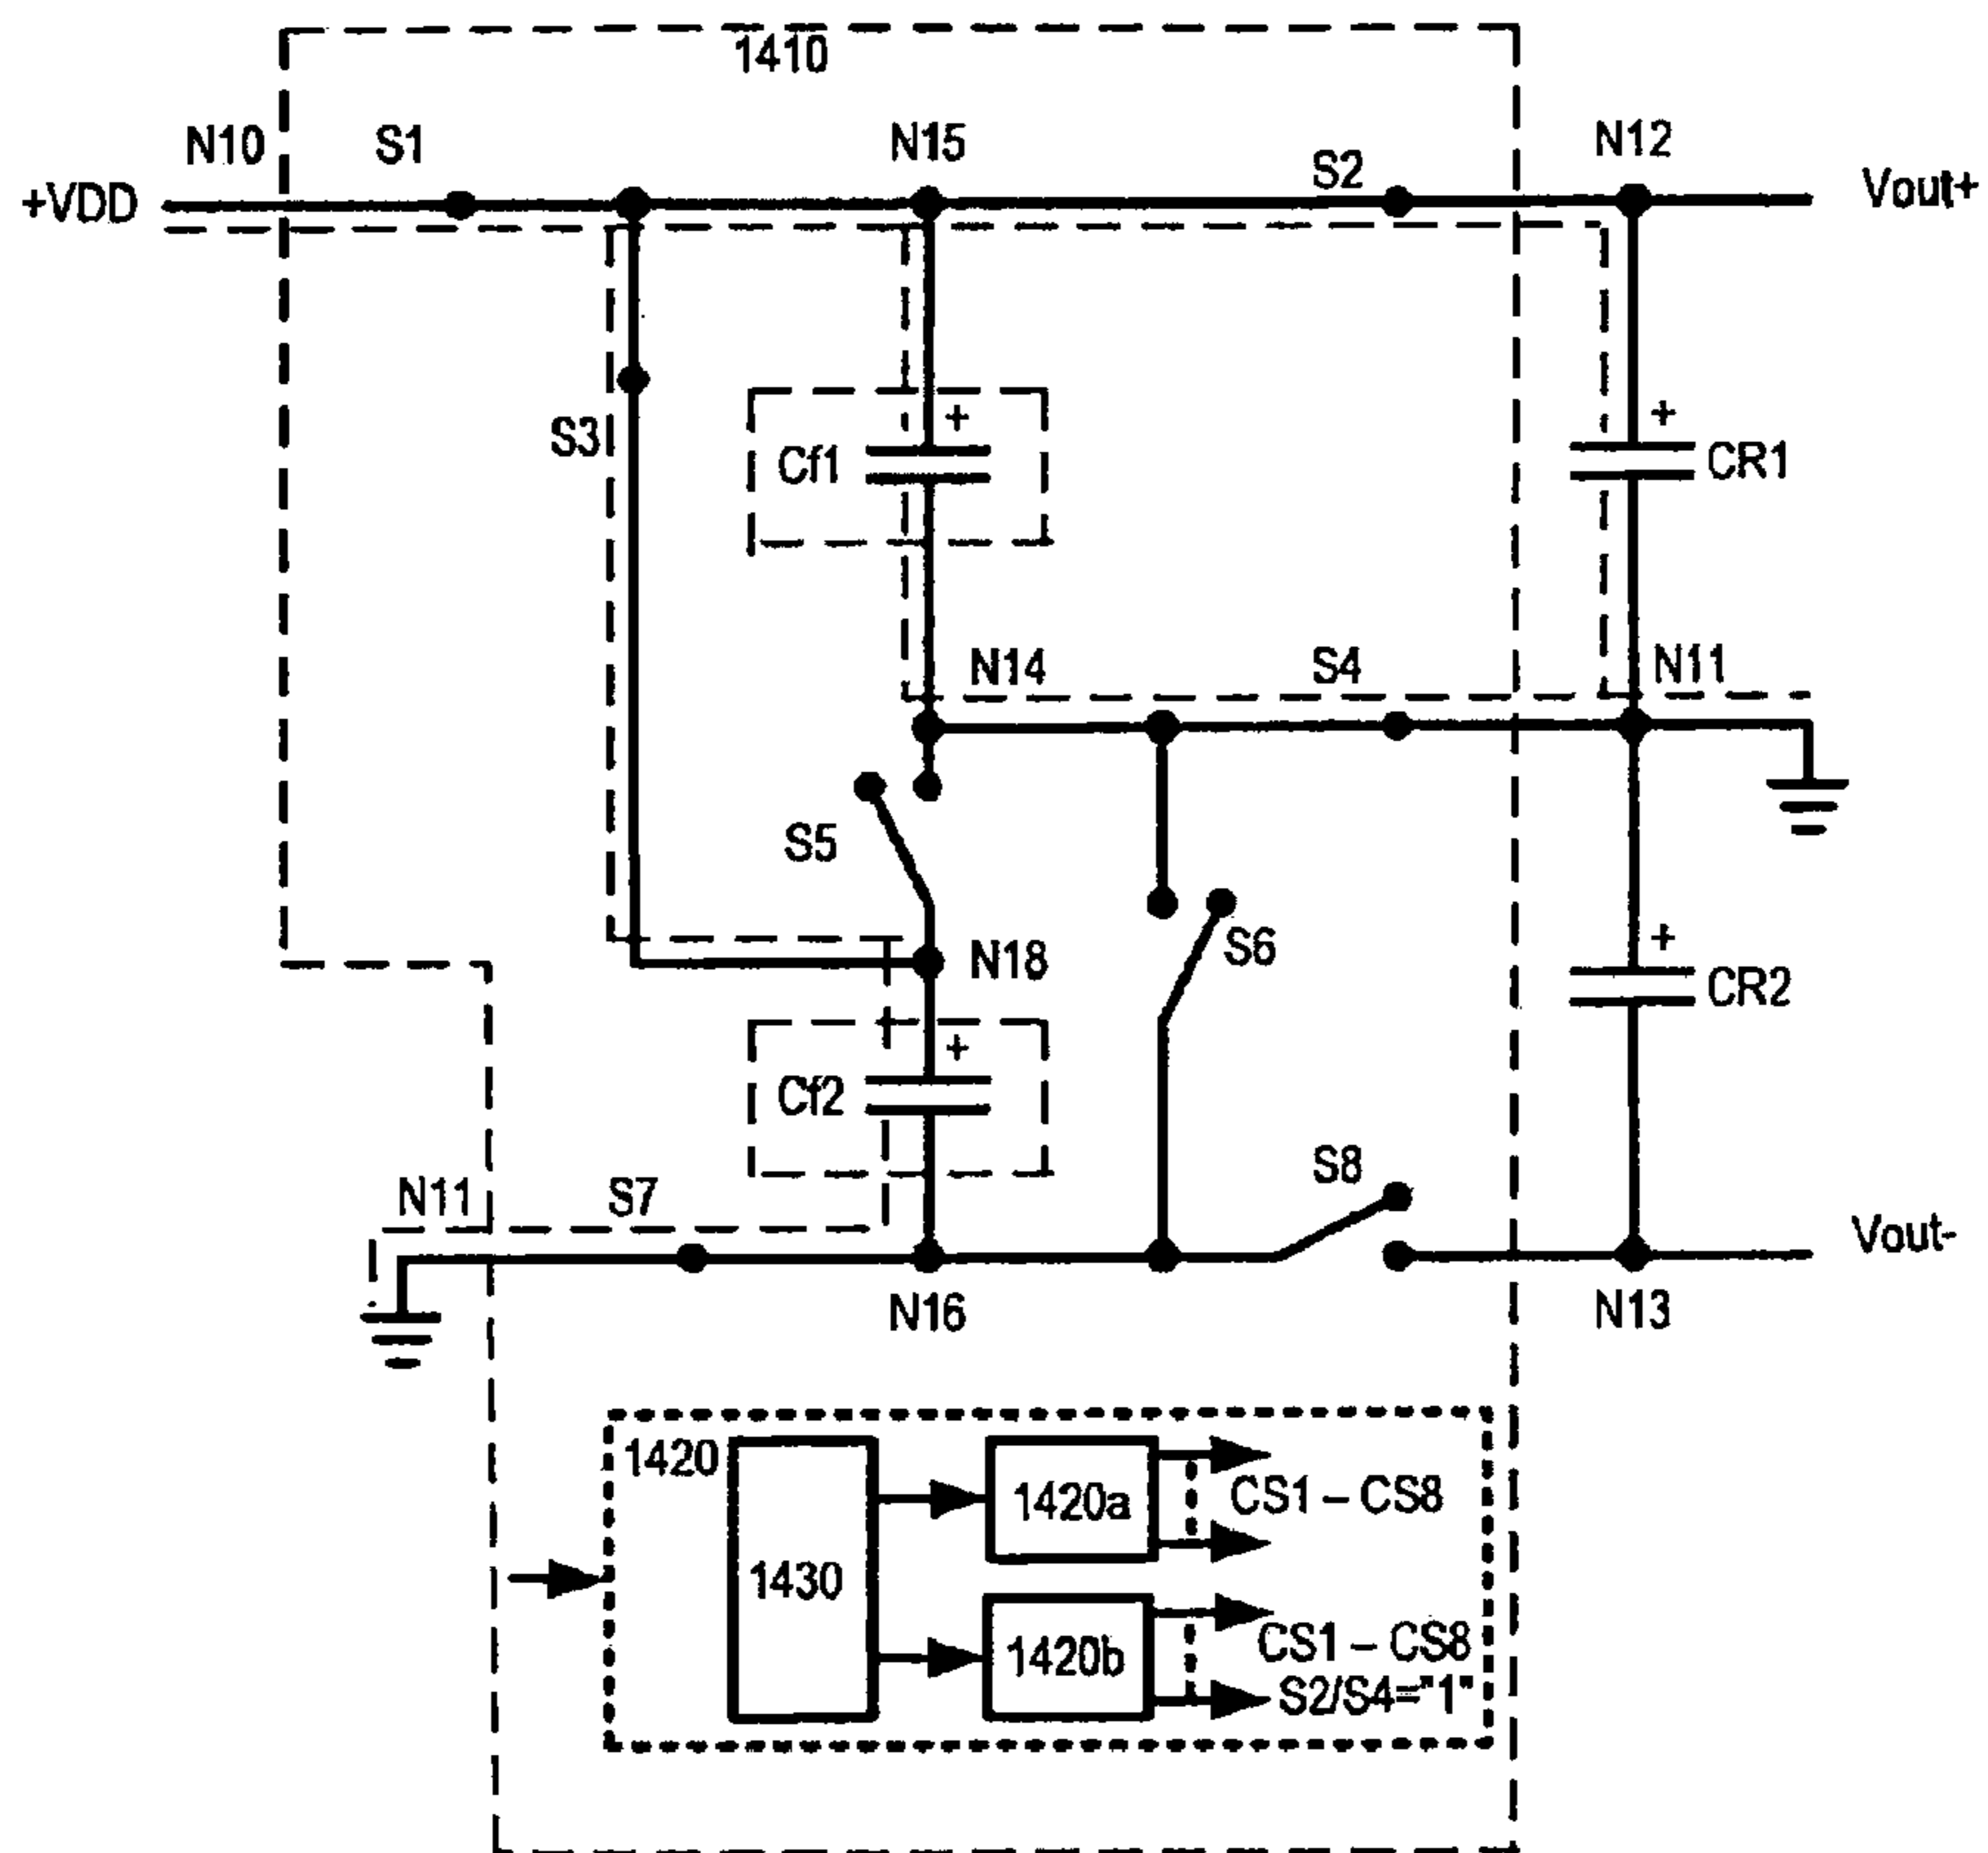 1410
N10
S1
N15
S2
N12
+VDD
Vout+
+
+
S3
Cf1
CR1
N14
S4
N11
S5
S6
+
N18
CR2
+
Cf2
S8
N11
S7
Vout-
N16
N13
1420
1420a
CS1 – CS8
1430
1420b
CS1 – CS8
S2/S4="1"